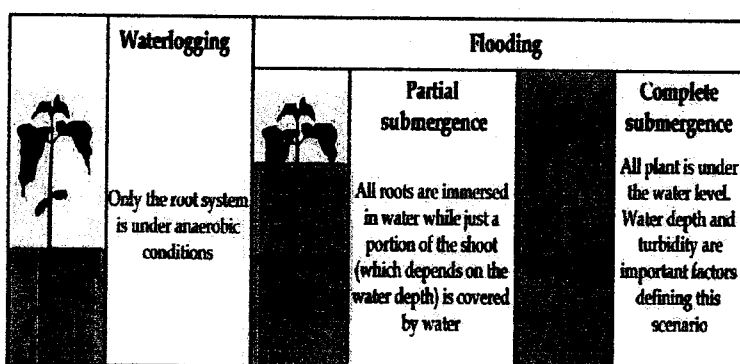 Waterlogging
Flooding
Only the root system
is under anaerobic
conditions
Partial
submergence
All roots are immersed
in water while just a
portion of the shoot
(which depends on the
water depth) is covered
by water
Complete
submergence
All plant is under
the water level.
Water depth and
turbidity are
important factors
defining this
scenario